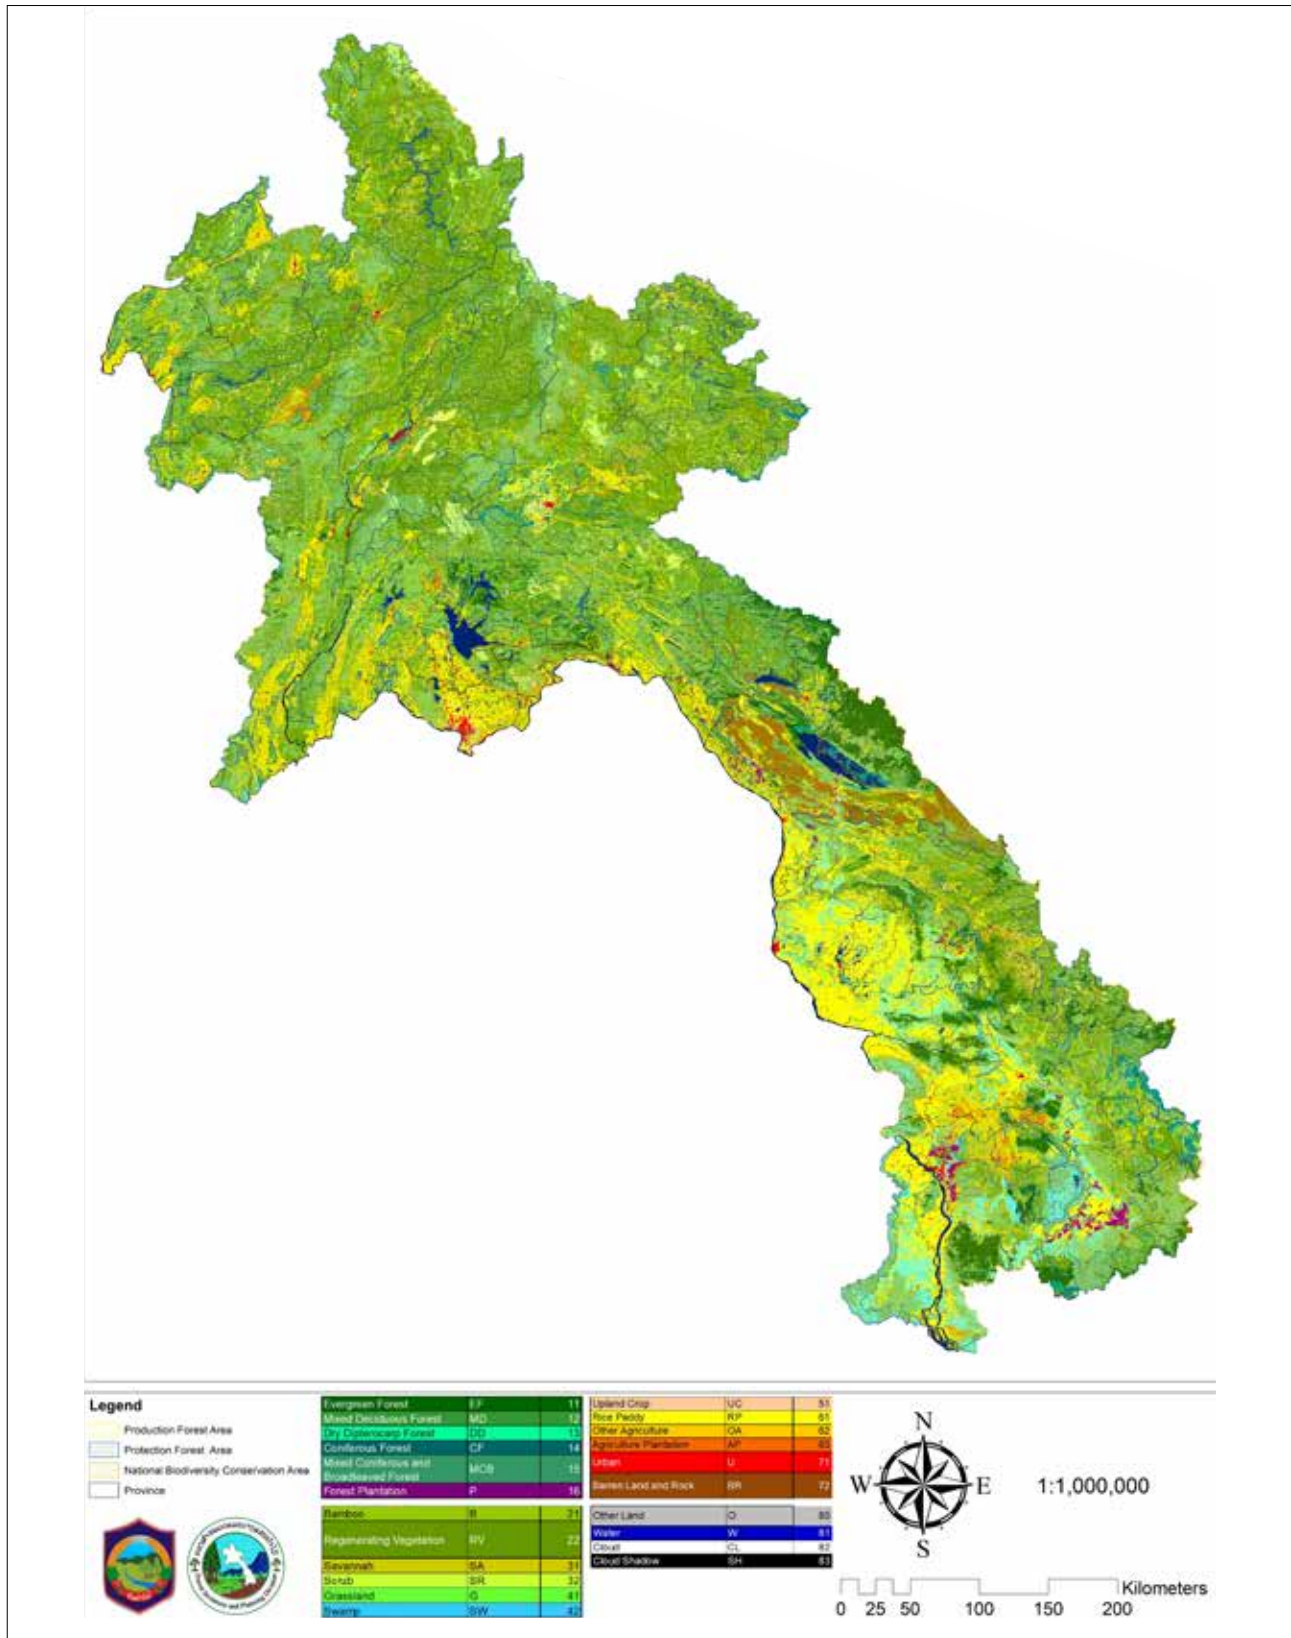 Legend
Production Forest Area
Protection Forest Area
National Biodiversity Conservation Area
Province
Evergreen Forest EF 11
Mixed Deciduous Forest MD 12
Dry Dipterocarp Forest DD 13
Coniferous Forest CF 14
Mixed Coniferous and Broadleaved Forest MCB 15
Forest Plantation P 16
Bamboo B 21
Regenerating Vegetation RV 22
Savannah SA 31
Scrub SR 32
Grassland G 41
Swamp SW 42
Upland Crop UC 51
Rice Paddy RP 61
Other Agriculture OA 62
Agriculture Plantation AP 63
Urban U 71
Barren Land and Rock BR 72
Other Land O 80
Water W 81
Cloud CL 82
Cloud Shadow SH 83
N
W E
S
1:1,000,000
Kilometers
0 25 50 100 150 200